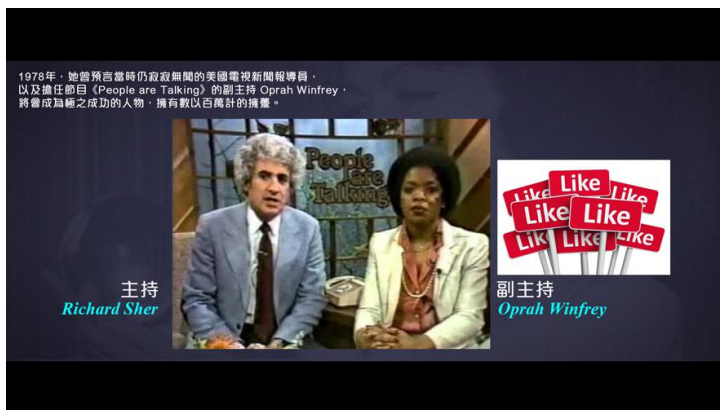 1978年，她曾預言當時仍寂寂無聞的美國電視新聞報導員，
以及擔任節目《People are Talking》的副主持 Oprah Winfrey，
將會成為極之成功的人物，擁有數以百萬計的擁躉。
People
are
Talking
Like
Like
Like
Like
Like
Like
Like
Like
主持
Richard Sher
副主持
Oprah Winfrey